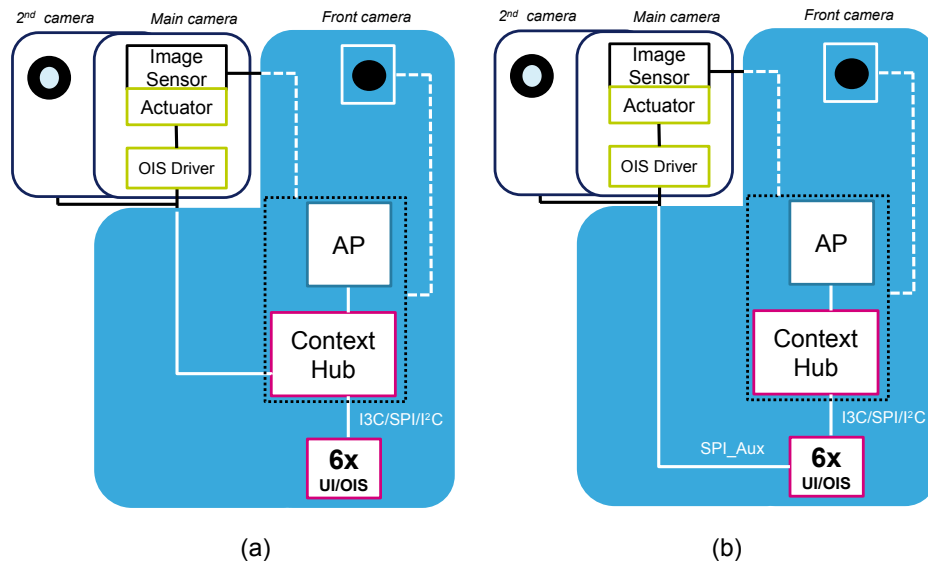 2nd camera
Main camera
Front camera
Image
Sensor
Actuator
OIS Driver
AP
Context
Hub
I3C/SPI/I²C
6x
UI/OIS
(a)
2nd camera
Main camera
Front camera
Image
Sensor
Actuator
OIS Driver
AP
Context
Hub
I3C/SPI/I²C
SPI_Aux
6x
UI/OIS
(b)